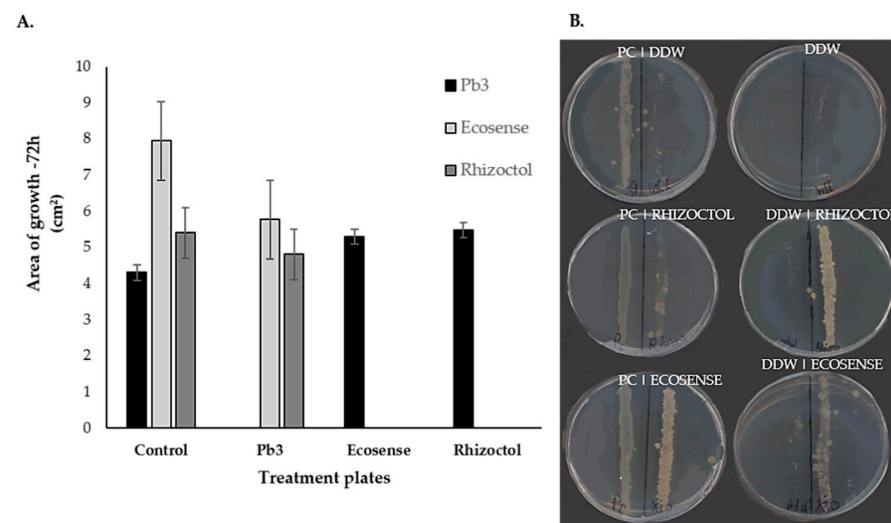 A.
10
9
8
7
6
5
4
3
2
1
0
Area of growth -72h
(cm²)
Pb3
Ecosense
Rhizoctol
Control
Pb3
Ecosense
Rhizoctol
Treatment plates
B.
PC | DDW
DDW
PC | RHIZOCTOL
DDW | RHIZOCTOL
PC | ECOSENSE
DDW | ECOSENSE